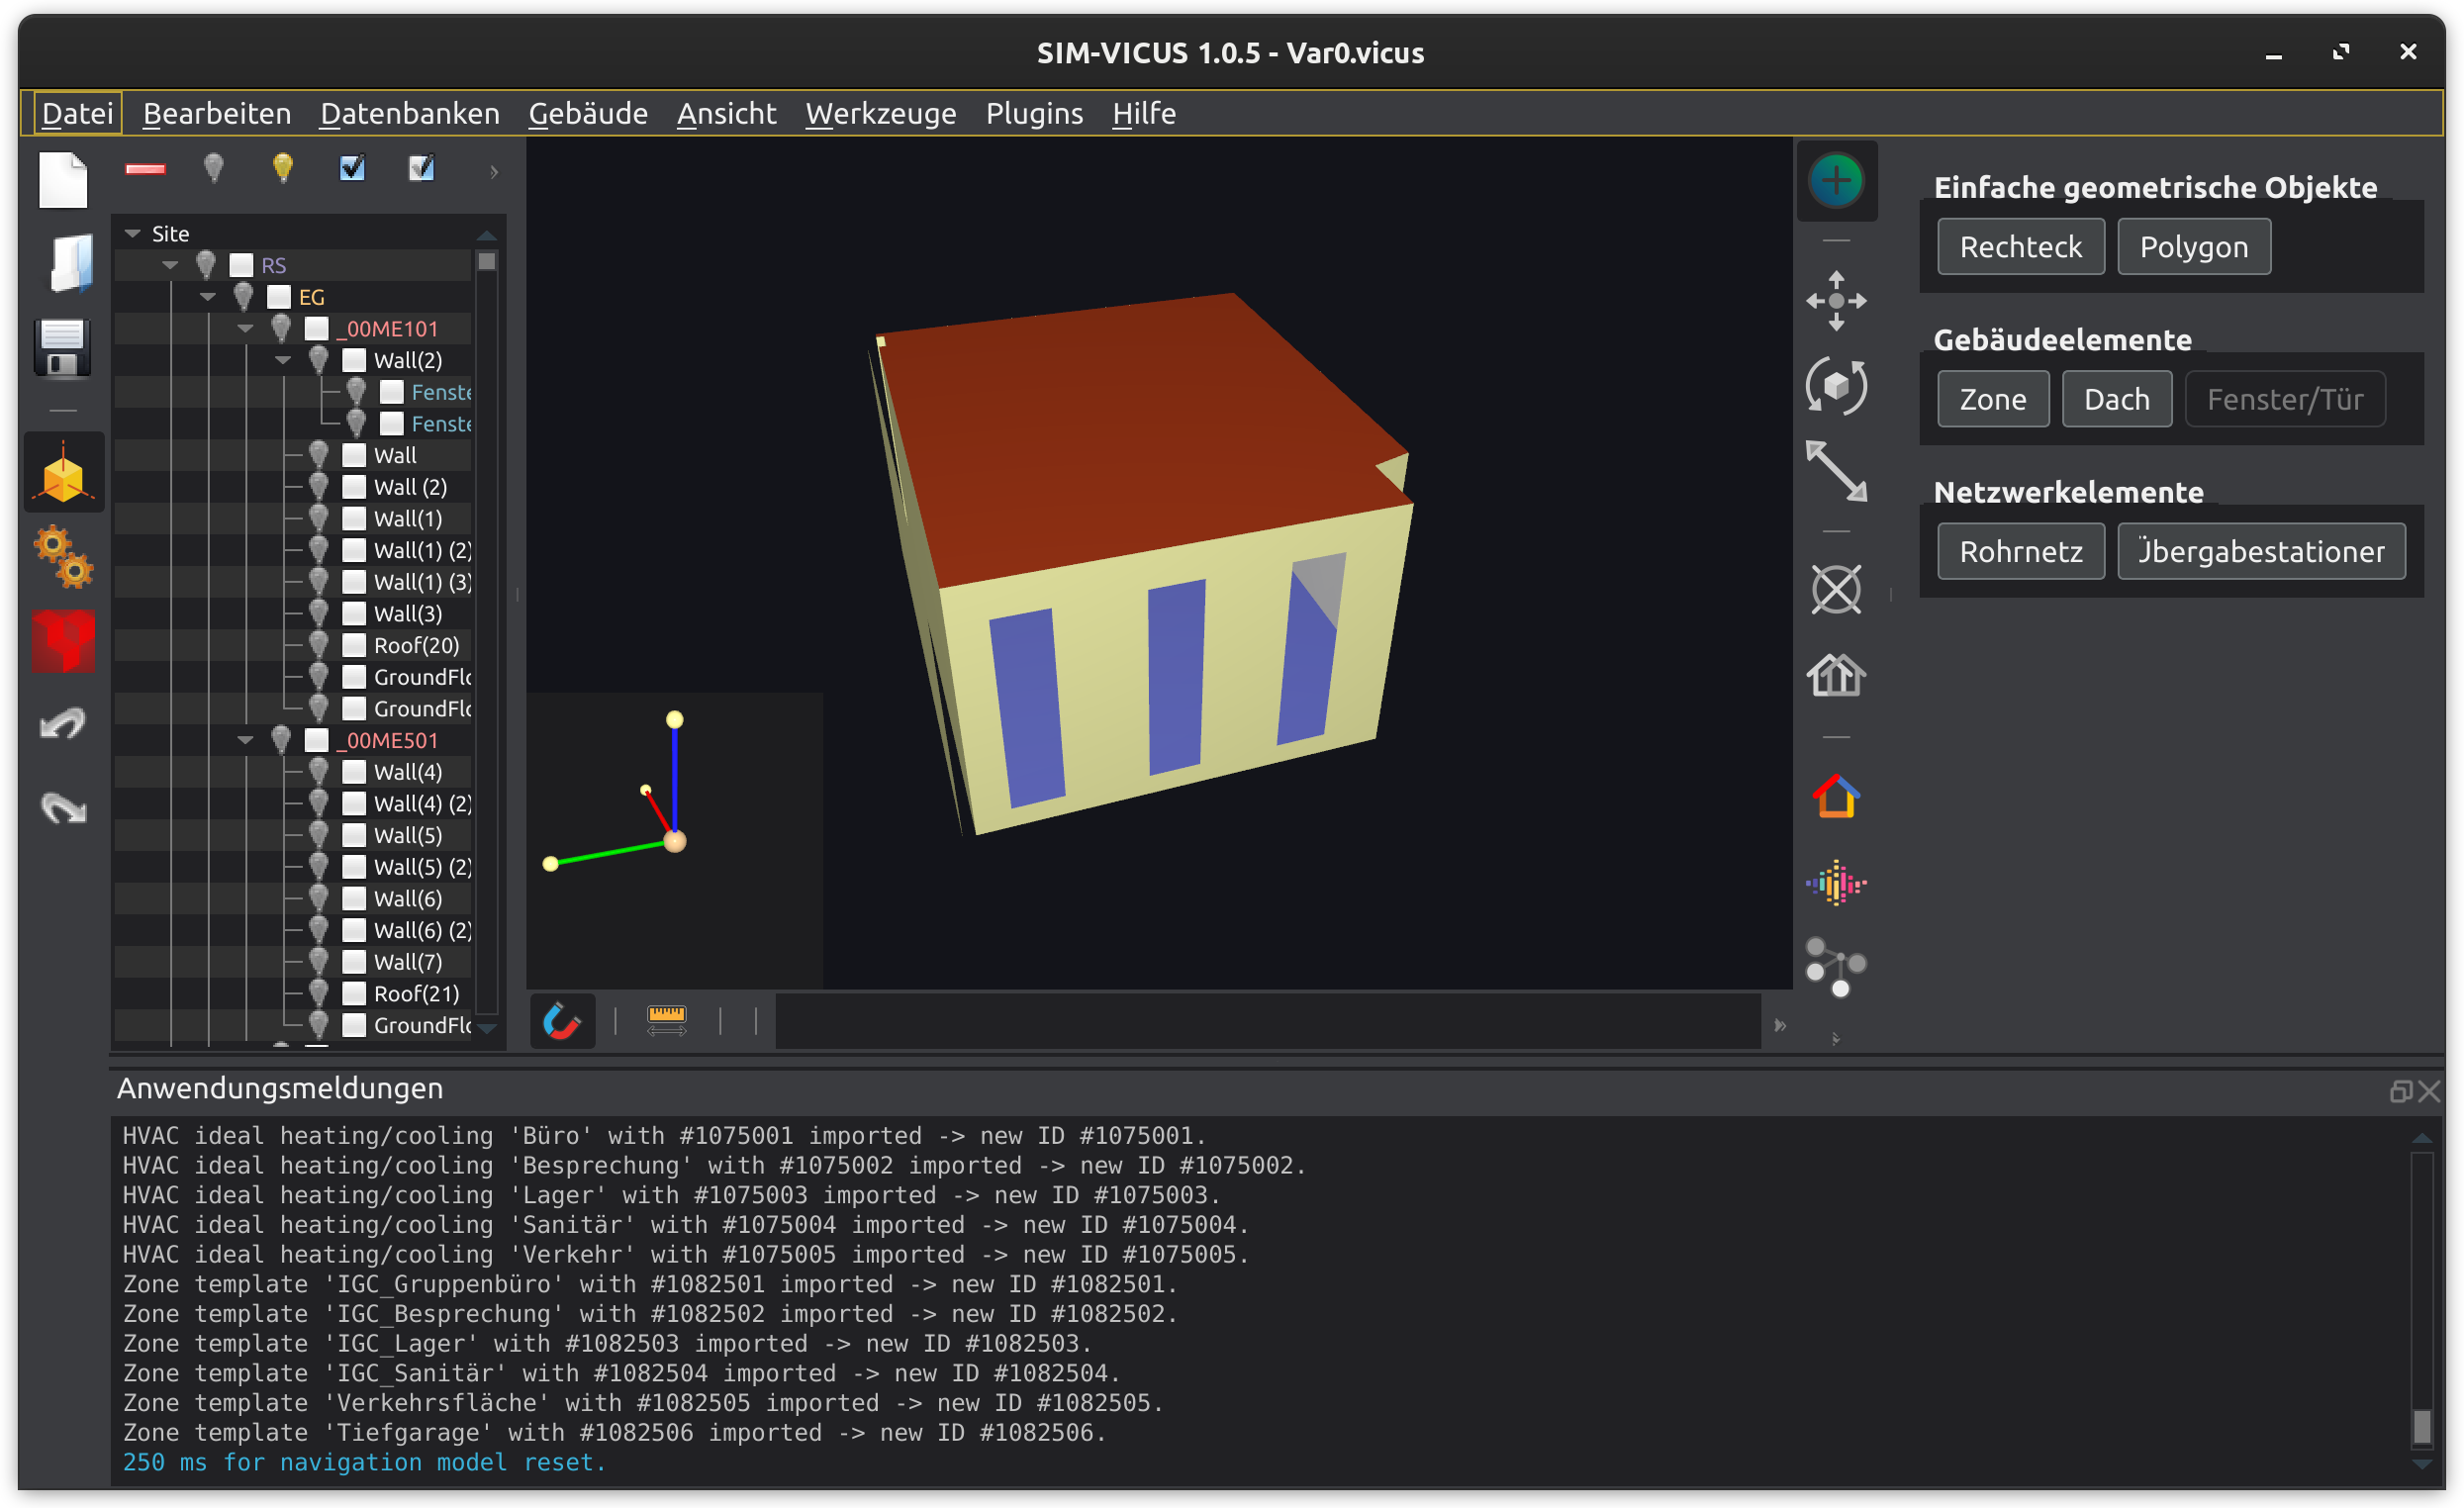 SIM-VICUS 1.0.5 - Var0.vicus
Datei Bearbeiten Datenbanken Gebäude Ansicht Werkzeuge Plugins Hilfe
Site
RS
EG
_00ME101
Wall(2)
Fenste
Fenste
Wall
Wall (2)
Wall(1)
Wall(1) (2)
Wall(1) (3)
Wall(3)
Roof(20)
GroundFlo
GroundFlo
_00ME501
Wall(4)
Wall(4) (2)
Wall(5)
Wall(5) (2)
Wall(6)
Wall(6) (2)
Wall(7)
Roof(21)
GroundFlo
Einfache geometrische Objekte
Rechteck Polygon
Gebäudeelemente
Zone Dach Fenster/Tür
Netzwerkelemente
Rohrnetz Übergabestationen
Anwendungsmeldungen
HVAC ideal heating/cooling 'Büro' with #1075001 imported -> new ID #1075001.
HVAC ideal heating/cooling 'Besprechung' with #1075002 imported -> new ID #1075002.
HVAC ideal heating/cooling 'Lager' with #1075003 imported -> new ID #1075003.
HVAC ideal heating/cooling 'Sanitär' with #1075004 imported -> new ID #1075004.
HVAC ideal heating/cooling 'Verkehr' with #1075005 imported -> new ID #1075005.
Zone template 'IGC_Gruppenbüro' with #1082501 imported -> new ID #1082501.
Zone template 'IGC_Besprechung' with #1082502 imported -> new ID #1082502.
Zone template 'IGC_Lager' with #1082503 imported -> new ID #1082503.
Zone template 'IGC_Sanitär' with #1082504 imported -> new ID #1082504.
Zone template 'Verkehrsfläche' with #1082505 imported -> new ID #1082505.
Zone template 'Tiefgarage' with #1082506 imported -> new ID #1082506.
250 ms for navigation model reset.